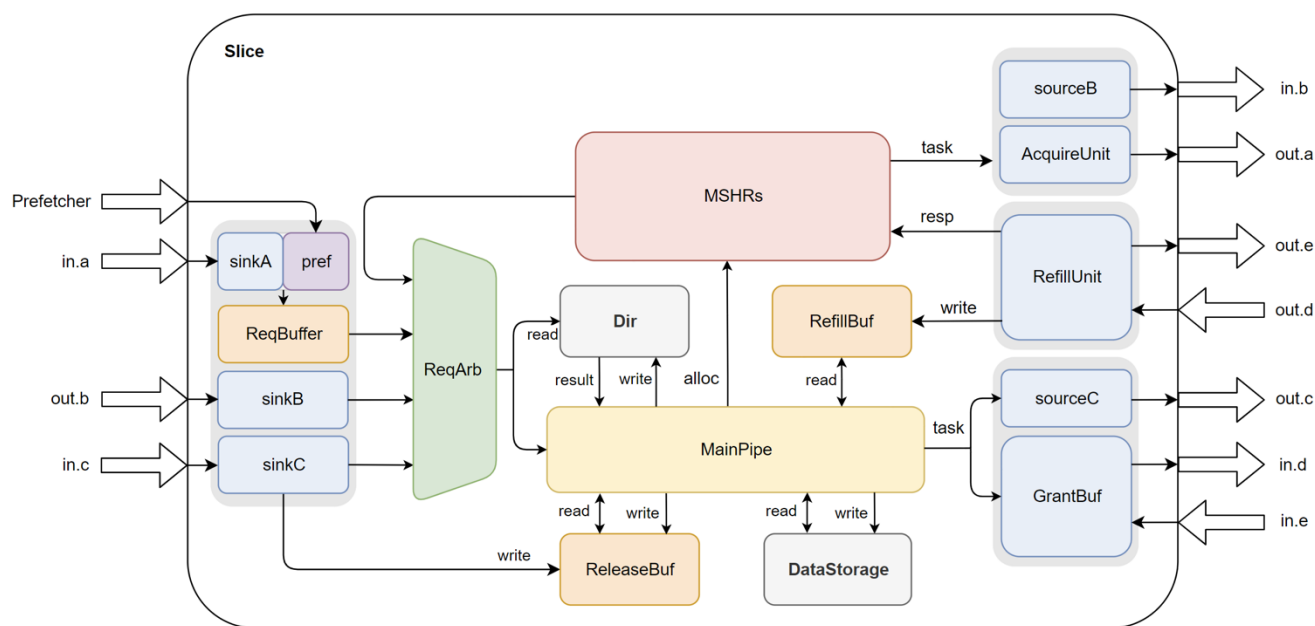 Slice
sourceB
in.b
AcquireUnit
out.a
task
MSHRs
Prefetcher
resp
in.a
sinkA
pref
RefillUnit
out.e
out.d
ReqBuffer
ReqArb
read
Dir
RefillBuf
write
result
write
alloc
read
out.b
sinkB
sourceC
out.c
task
MainPipe
in.c
sinkC
GrantBuf
in.d
in.e
read
write
read
write
write
ReleaseBuf
DataStorage